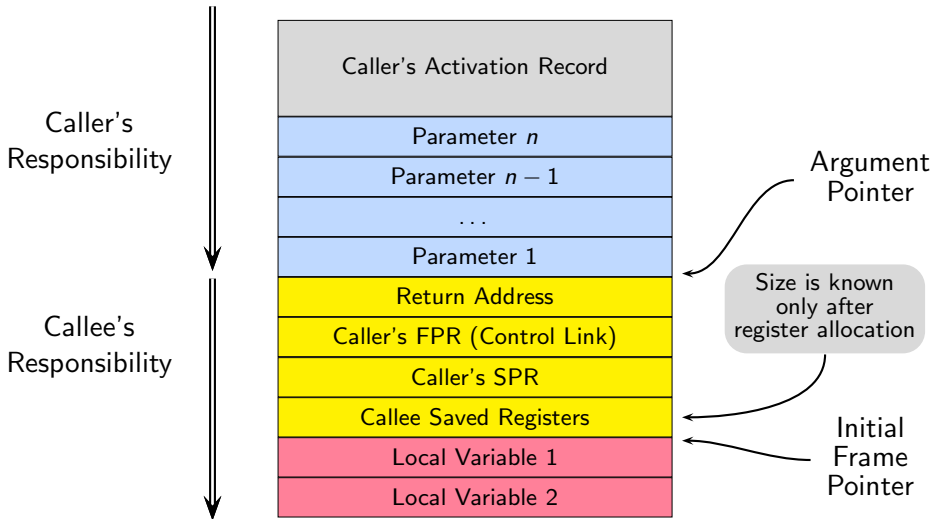 Caller's Activation Record
Caller's
Responsibility
Parameter n
Parameter n − 1
. . .
Parameter 1
Argument
Pointer
Callee's
Responsibility
Return Address
Caller's FPR (Control Link)
Caller's SPR
Callee Saved Registers
Size is known
only after
register allocation
Local Variable 1
Local Variable 2
Initial
Frame
Pointer